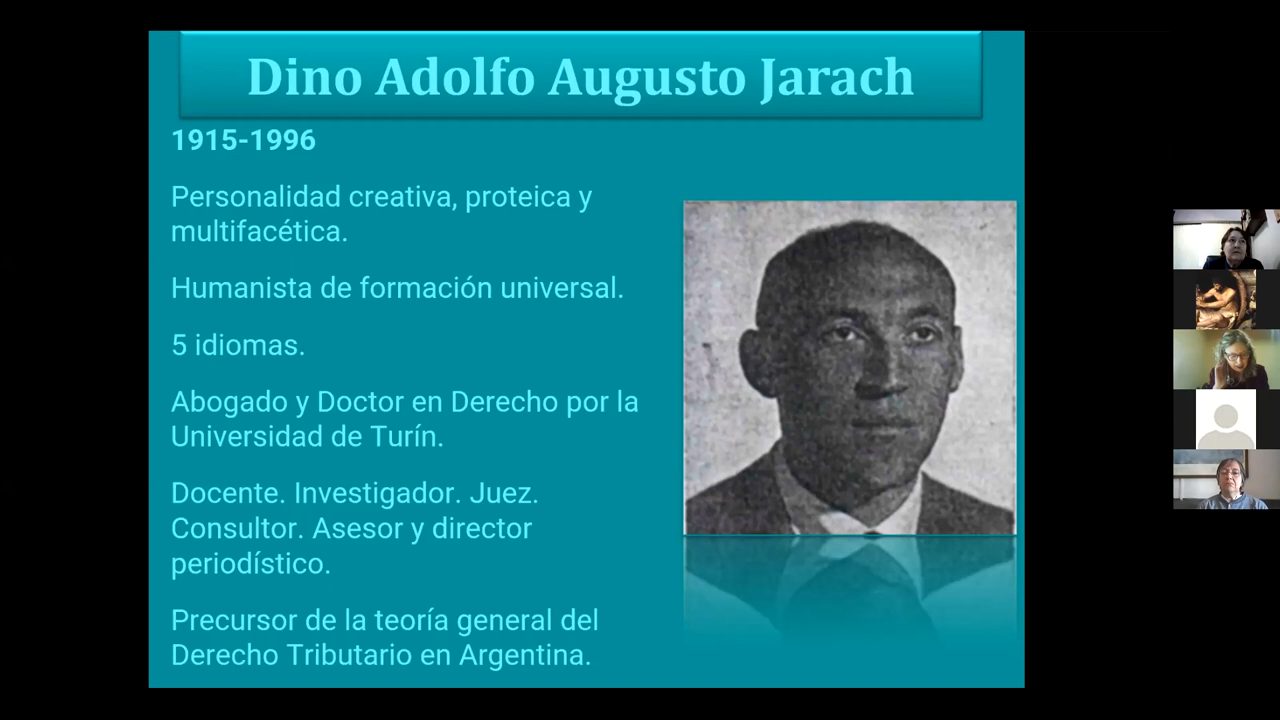 Dino Adolfo Augusto Jarach
1915-1996
Personalidad creativa, proteica y
multifacética.
Humanista de formación universal.
5 idiomas.
Abogado y Doctor en Derecho por la
Universidad de Turín.
Docente. Investigador. Juez.
Consultor. Asesor y director
periodístico.
Precursor de la teoría general del
Derecho Tributario en Argentina.